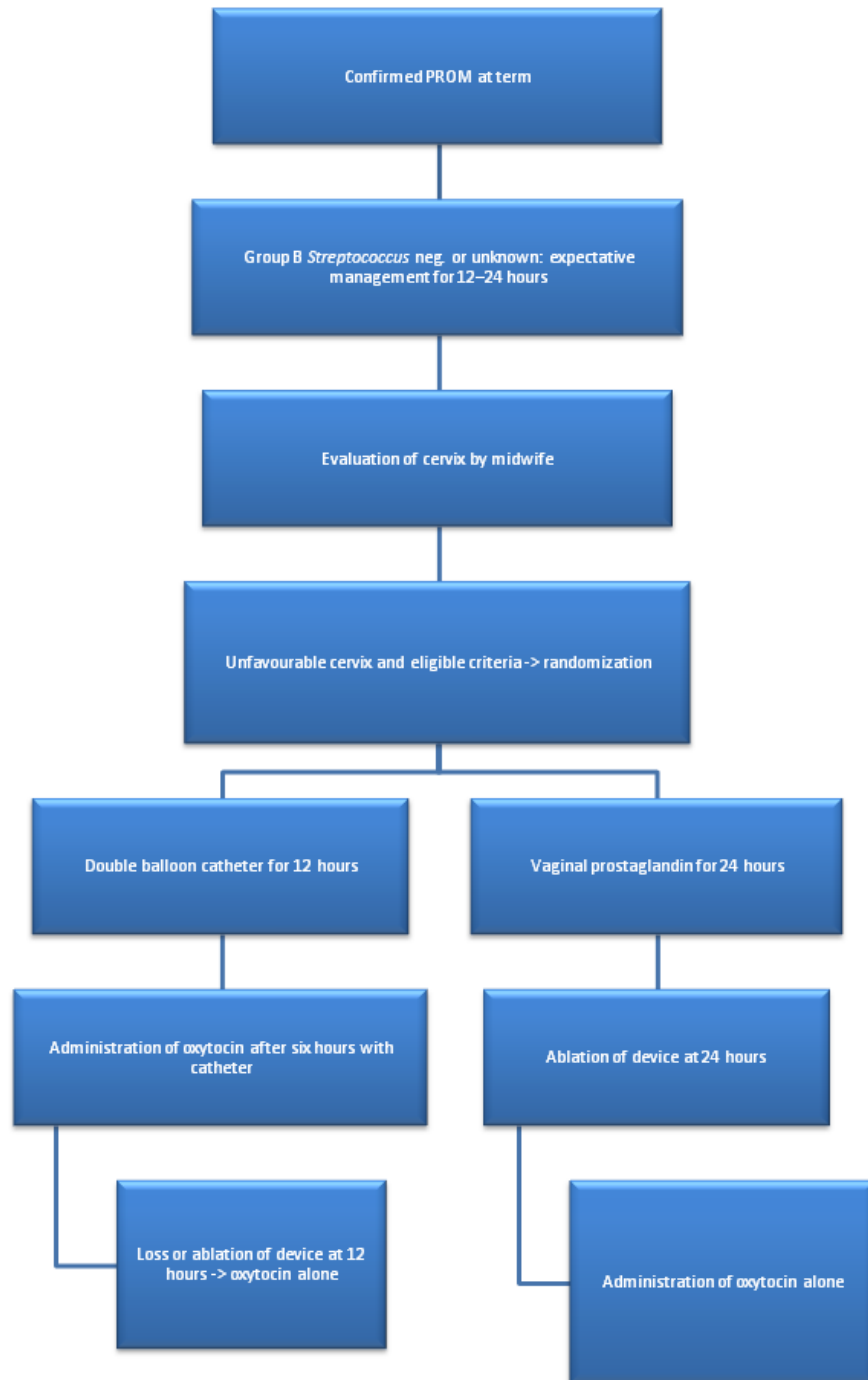 Confirmed PROM at term
Group B Streptococcus neg. or unknown: expectative
management for 12–24 hours
Evaluation of cervix by midwife
Unfavourable cervix and eligible criteria -> randomization
Double balloon catheter for 12 hours
Vaginal prostaglandin for 24 hours
Administration of oxytocin after six hours with
catheter
Ablation of device at 24 hours
Loss or ablation of device at 12
hours -> oxytocin alone
Administration of oxytocin alone